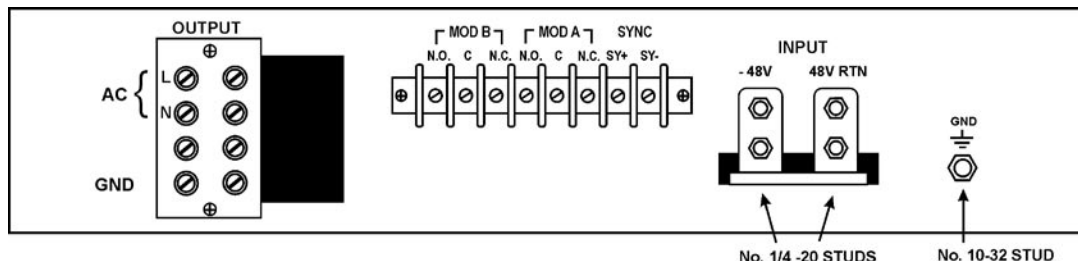 OUTPUT
AC
L
N
GND
MOD B MOD A SYNC
N.O. C N.C. N.O. C N.C. SY+ SY-
INPUT
- 48V 48V RTN
GND
No. 1/4 -20 STUDS
No. 10-32 STUD